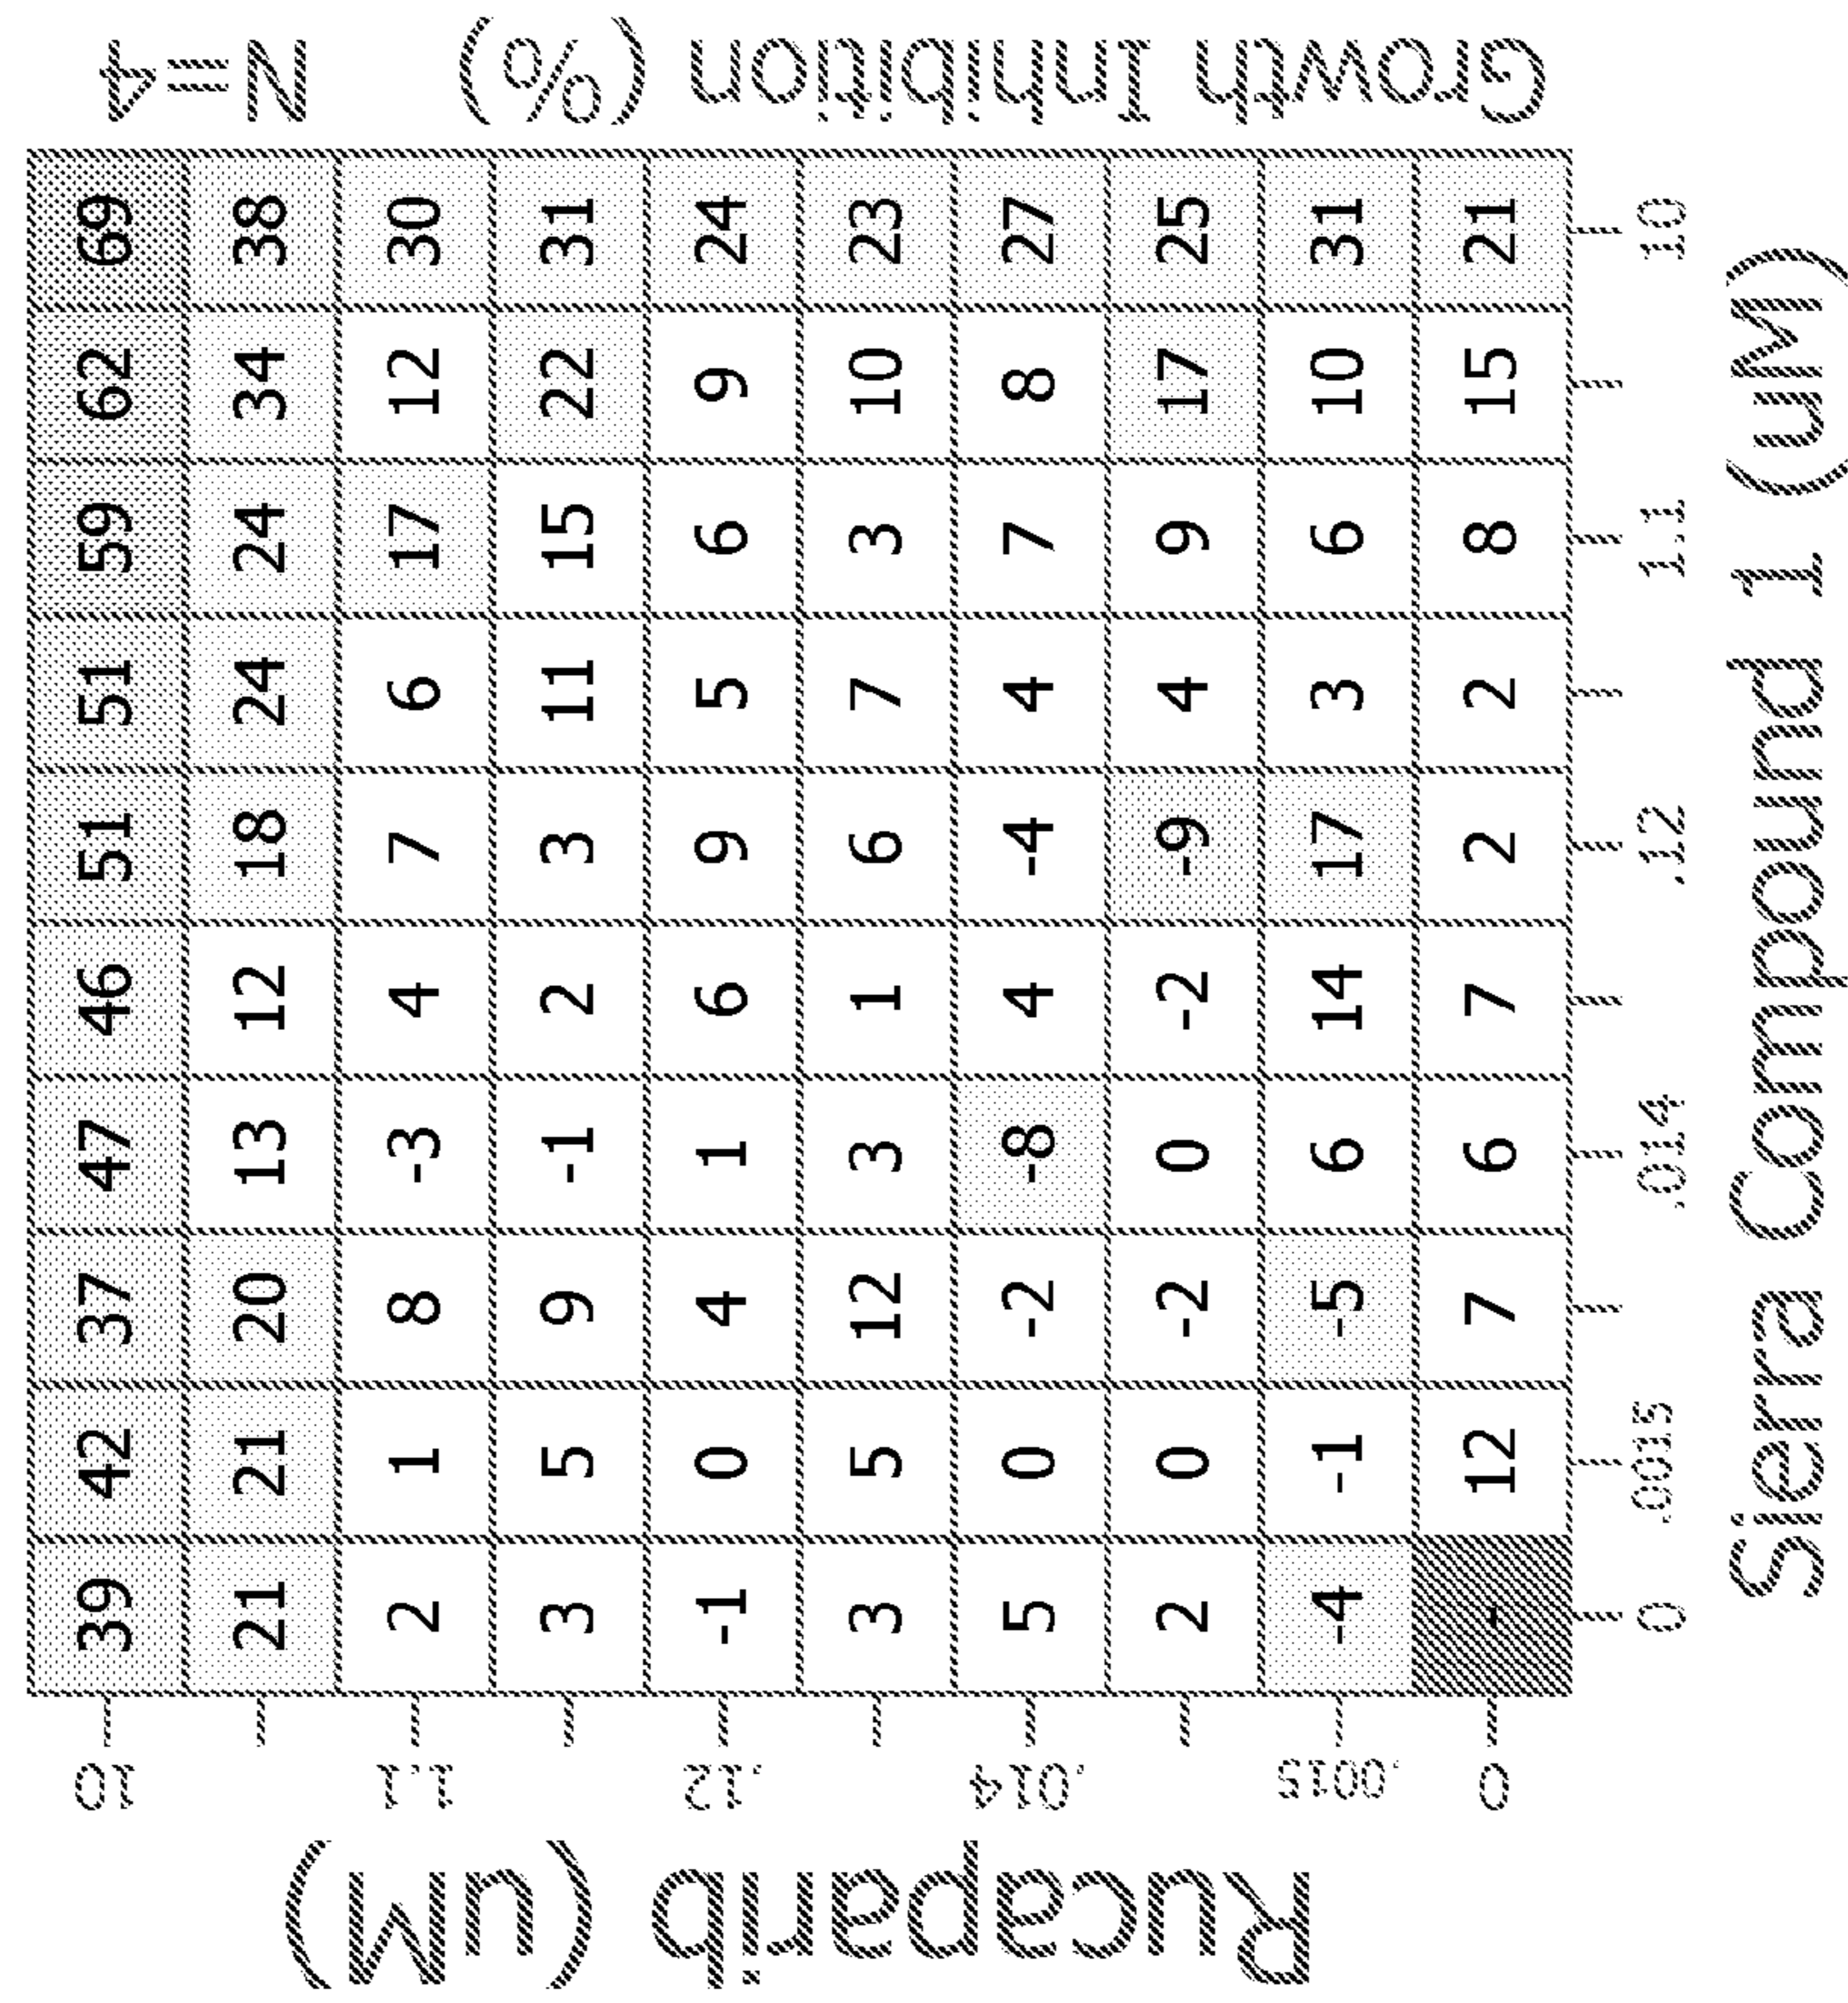 Rucaparib (uM)
10 39 42 37 47 46 51 51 59 62 69
21 21 20 13 12 18 24 24 34 38
1.1 2 1 8 -3 4 7 6 17 12 30
3 5 9 -1 2 3 11 15 22 31
.12 -1 0 4 1 6 9 5 6 9 24
3 5 12 3 1 6 7 3 10 23
.014 5 0 -2 -8 4 -4 4 7 8 27
2 0 -2 0 -2 -9 4 9 17 25
.0015 -4 -1 -5 6 14 17 3 6 10 31
0 - 12 7 6 7 2 2 8 15 21
0 .0015 .014 .12 1.1 10
Sierra Compound 1 (uM)
Growth Inhibition (%) N=4